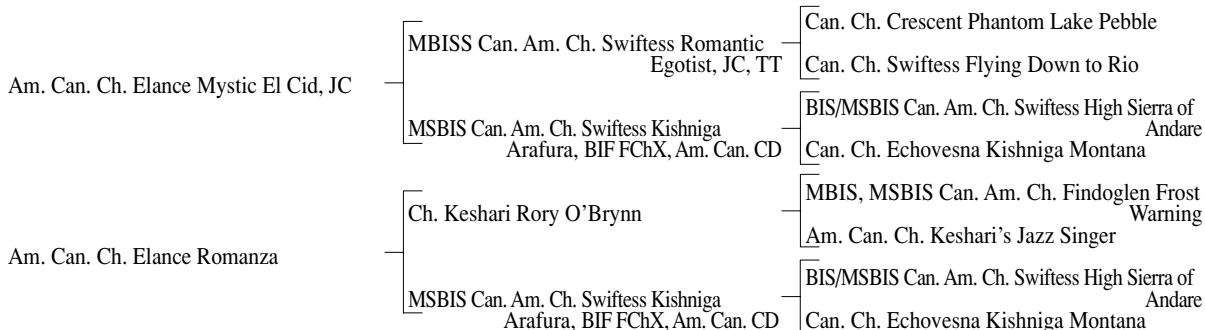 Can. Ch. Crescent Phantom Lake Pebble
MBISS Can. Am. Ch. Swiftess Romantic
Egotist, JC, TT
Can. Ch. Swiftess Flying Down to Rio
Am. Can. Ch. Elance Mystic El Cid, JC
BIS/MSBIS Can. Am. Ch. Swiftess High Sierra of
Andare
MSBIS Can. Am. Ch. Swiftess Kishniga
Arafura, BIF FChX, Am. Can. CD
Can. Ch. Echovesna Kishniga Montana
MBIS, MSBIS Can. Am. Ch. Findoglen Frost
Warning
Ch. Keshari Rory O’Brynn
Am. Can. Ch. Keshari’s Jazz Singer
Am. Can. Ch. Elance Romanza
BIS/MSBIS Can. Am. Ch. Swiftess High Sierra of
Andare
MSBIS Can. Am. Ch. Swiftess Kishniga
Arafura, BIF FChX, Am. Can. CD
Can. Ch. Echovesna Kishniga Montana